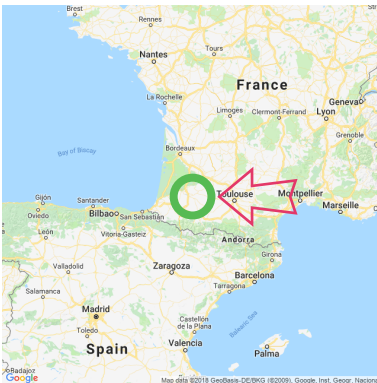 Brest
Rennes
Str
Nantes
Tours
France
La Rochelle
Limoges
Clermont-Ferrand
Geneva
Lyon
Grenoble
Bordeaux
Bay of Biscay
Toulouse
Montpellier
Marseille
Gijón
Santander
Oviedo
Bilbao
San Sebastián
León
Vitoria-Gasteiz
Andorra
Girona
Valladolid
Zaragoza
Barcelona
Tarragona
Salamanca
Madrid
Castellón
de la Plana
Balearic Sea
Toledo
Spain
Valencia
Palma
Badajoz
Google
Map data ©2018 GeoBasis-DE/BKG (©2009), Google, Inst. Geogr. Nacional